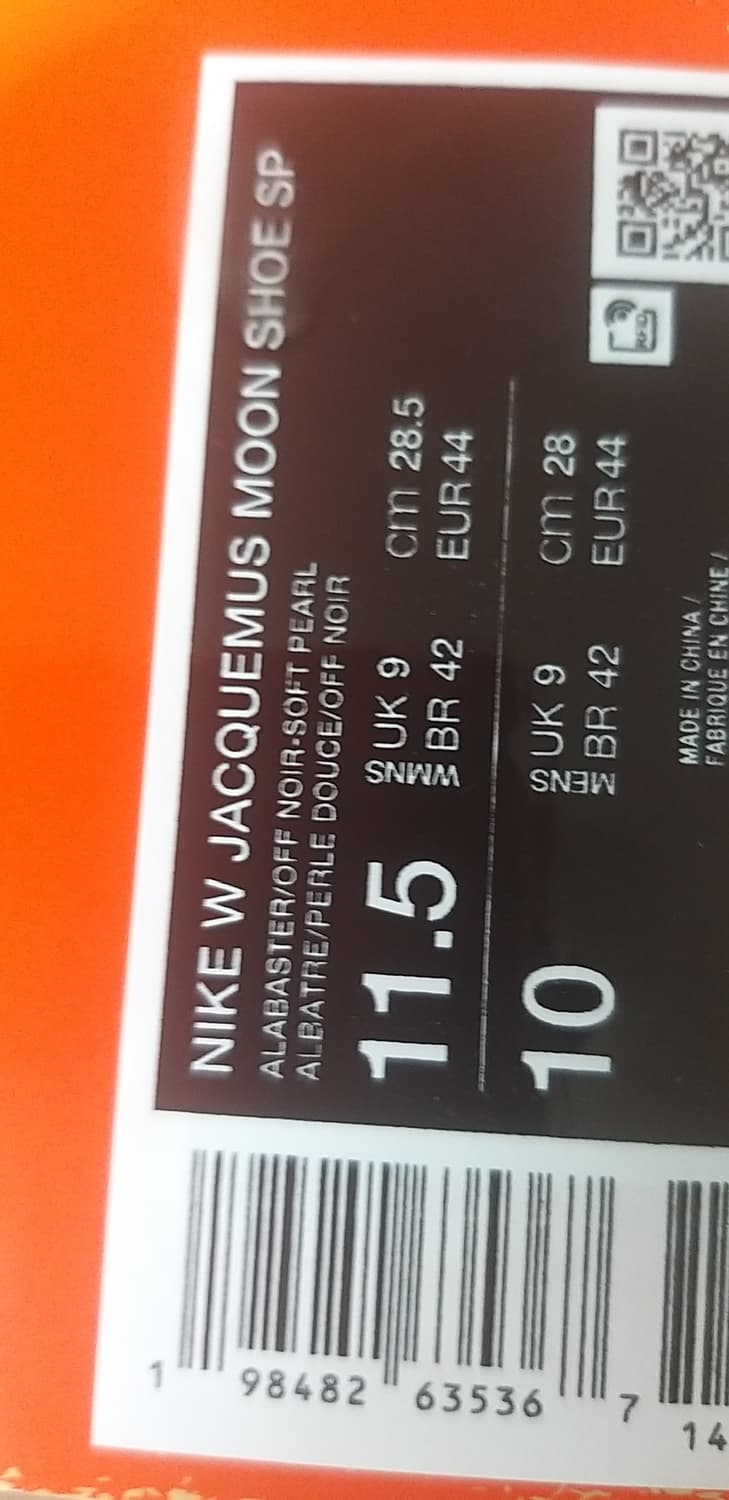 NIKE W JACQUEMUS MOON SHOE SP
ALABASTER/OFF NOIR-SOFT PEARL
ALBATRE/PERLE DOUCE/OFF NOIR
11.5 WMNS UK 9 cm 28.5
BR 42 EUR 44
10 MENS UK 9 cm 28
BR 42 EUR 44
RFID
MADE IN CHINA /
FABRIQUE EN CHINE /
1 98482 63536 7
14